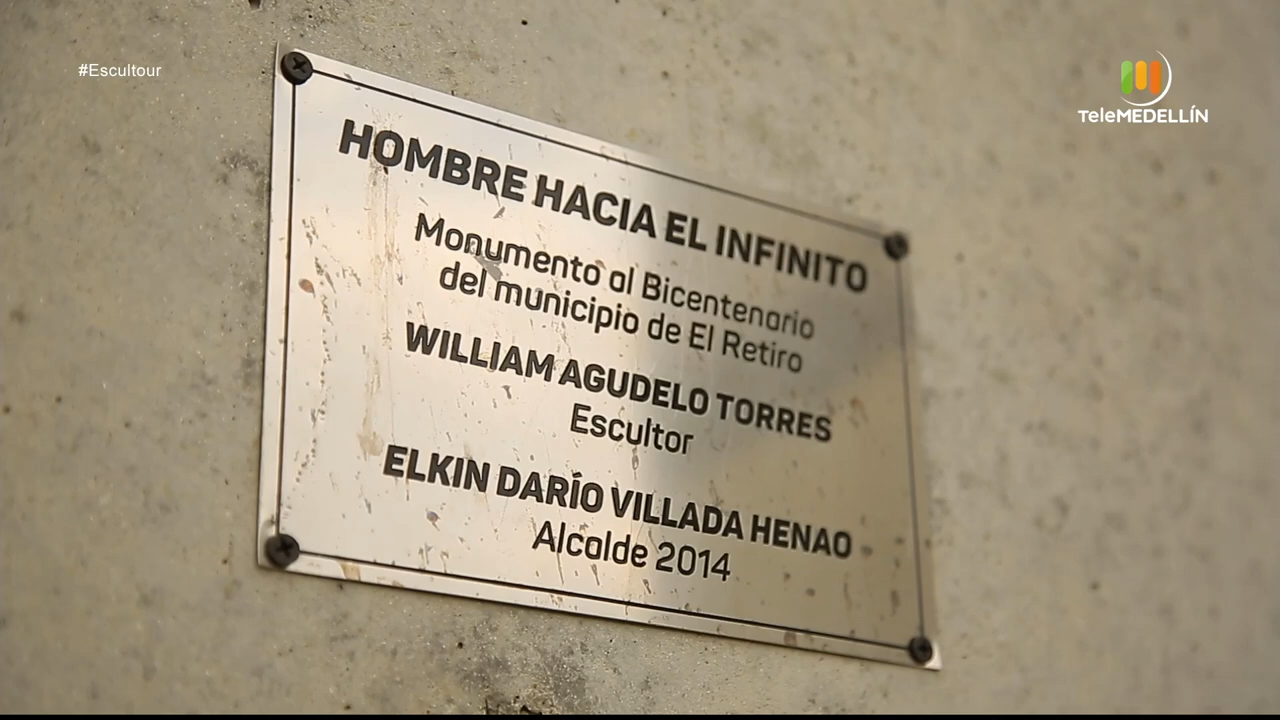 #Escultour
TeleMEDELLÍN
HOMBRE HACIA EL INFINITO
Monumento al Bicentenario
del municipio de El Retiro
WILLIAM AGUDELO TORRES
Escultor
ELKIN DARÍO VILLADA HENAO
Alcalde 2014